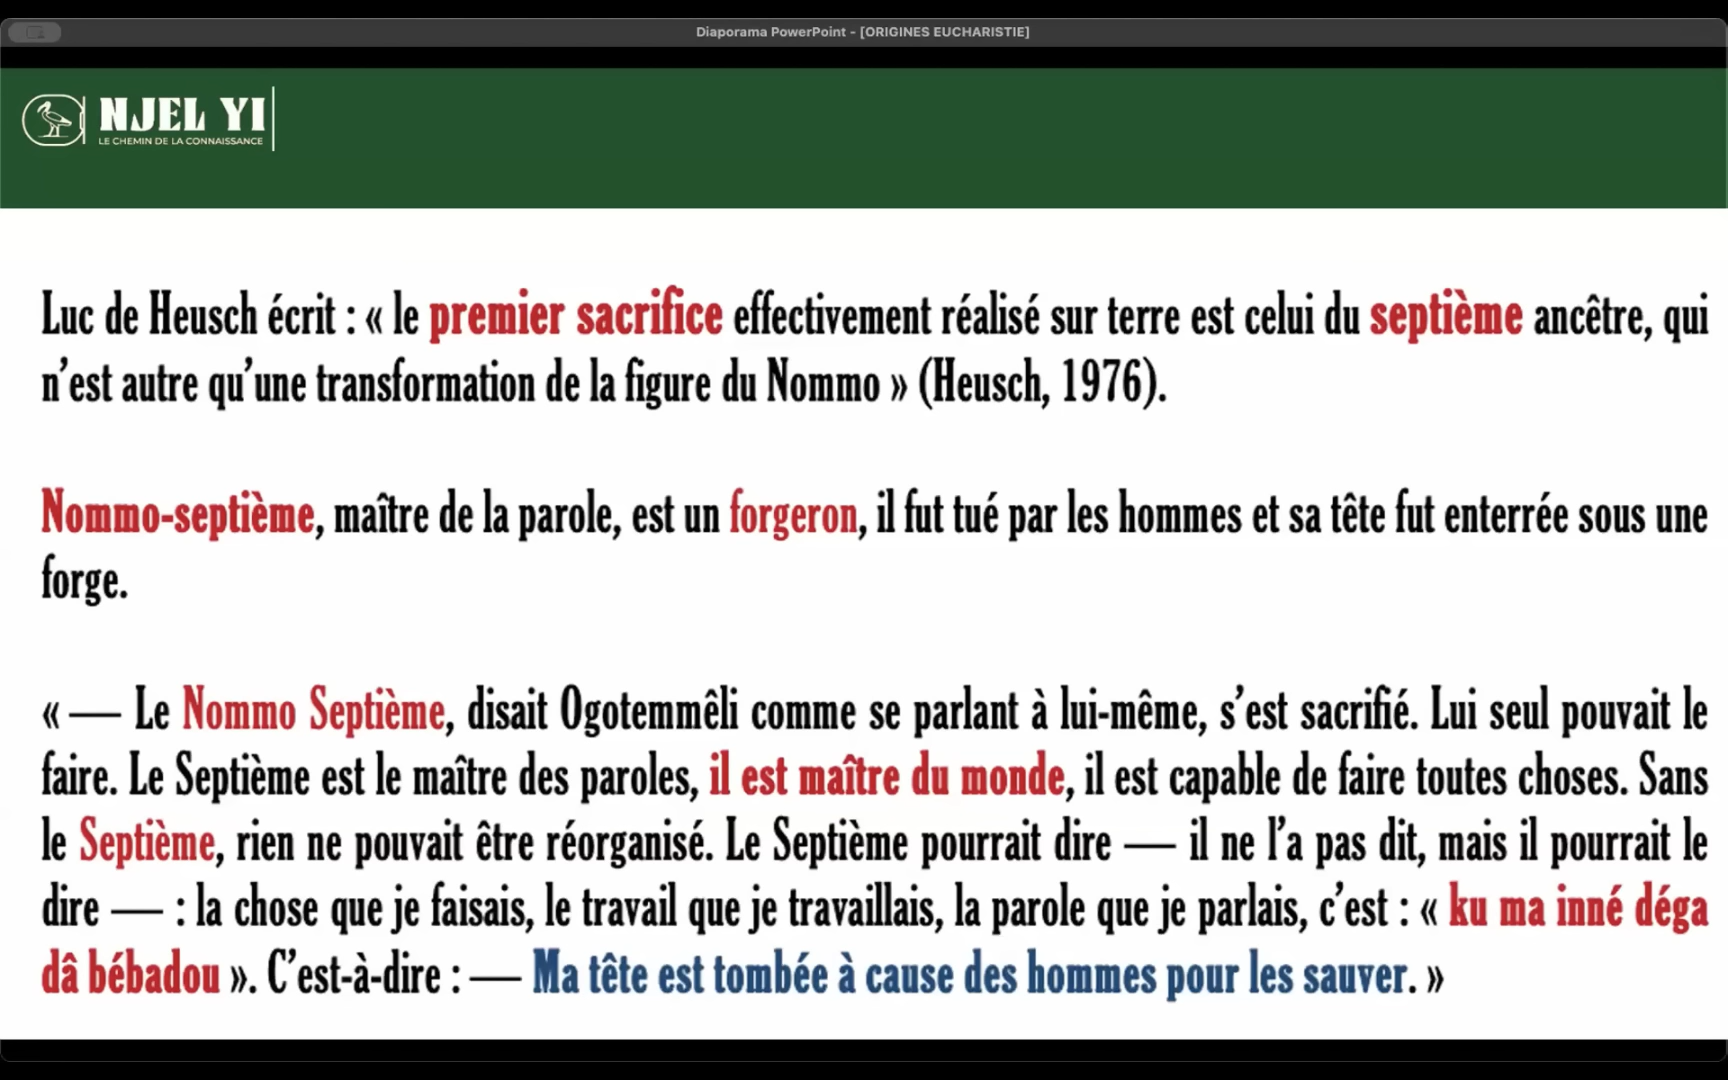 Diaporama PowerPoint - [ORIGINES EUCHARISTIE]
NJEL YI
LE CHEMIN DE LA CONNAISSANCE
Luc de Heusch écrit : « le premier sacrifice effectivement réalisé sur terre est celui du septième ancêtre, qui
n’est autre qu’une transformation de la figure du Nommo » (Heusch, 1976).
Nommo-septième, maître de la parole, est un forgeron, il fut tué par les hommes et sa tête fut enterrée sous une
forge.
« — Le Nommo Septième, disait Ogotemmêli comme se parlant à lui-même, s’est sacrifié. Lui seul pouvait le
faire. Le Septième est le maître des paroles, il est maître du monde, il est capable de faire toutes choses. Sans
le Septième, rien ne pouvait être réorganisé. Le Septième pourrait dire — il ne l’a pas dit, mais il pourrait le
dire — : la chose que je faisais, le travail que je travaillais, la parole que je parlais, c’est : « ku ma inné déga
dâ bébadou ». C’est-à-dire : — Ma tête est tombée à cause des hommes pour les sauver. »